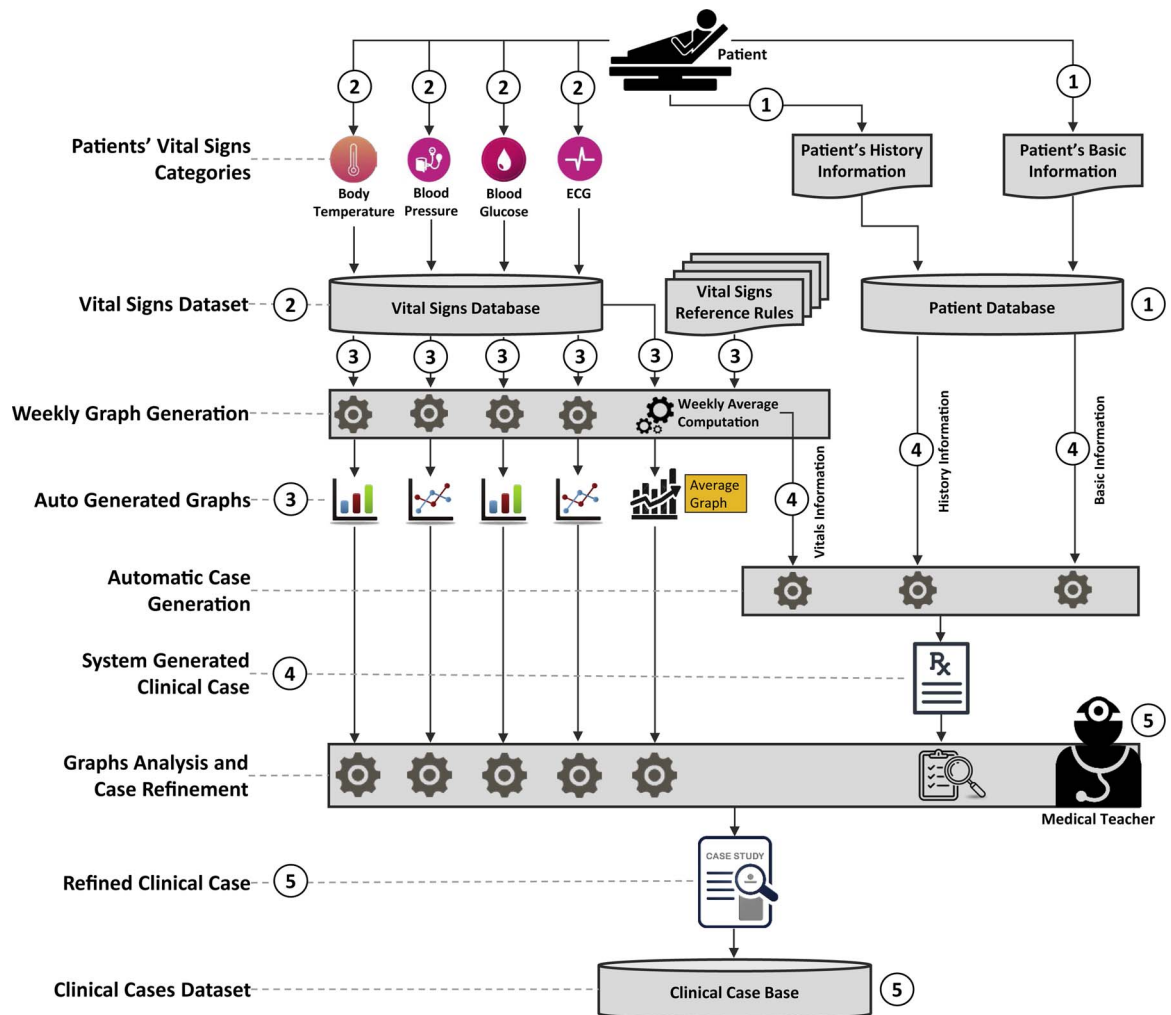 Patient
2
2
2
2
1
1
Patients' Vital Signs
Categories
Body
Temperature
Blood
Pressure
Blood
Glucose
ECG
Patient's History
Information
Patient's Basic
Information
Vital Signs Dataset
2
Vital Signs Database
Vital Signs
Reference Rules
Patient Database
1
3
3
3
3
3
3
Weekly Graph Generation
Weekly Average
Computation
4
History Information
4
Basic Information
Auto Generated Graphs
3
Average
Graph
4
Vitals Information
Automatic Case
Generation
System Generated
Clinical Case
4
Rx
5
Graphs Analysis and
Case Refinement
Medical Teacher
Refined Clinical Case
5
CASE STUDY
Clinical Cases Dataset
Clinical Case Base
5